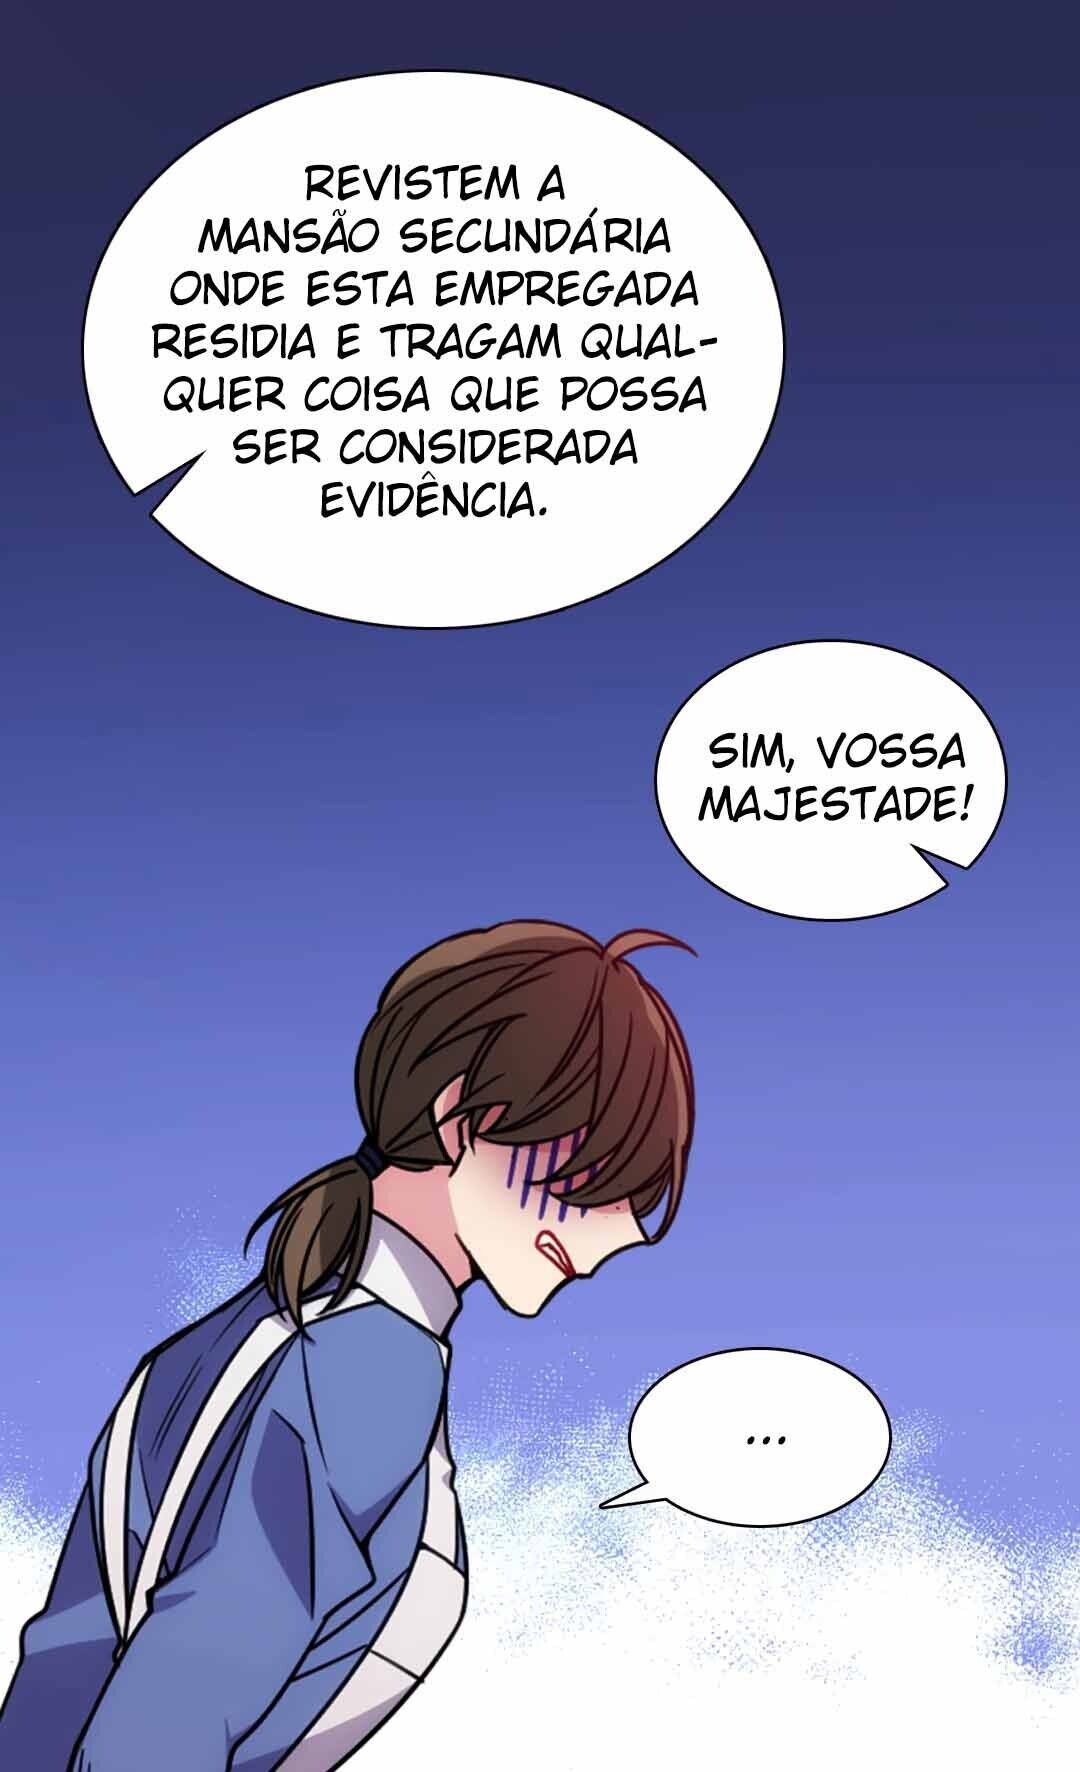 REVISTEM A
MANSÃO SECUNDÁRIA
ONDE ESTA EMPREGADA
RESIDIA E TRAGAM QUAL-
QUER COISA QUE POSSA
SER CONSIDERADA
EVIDÊNCIA.
SIM, VOSSA
MAJESTADE!
...